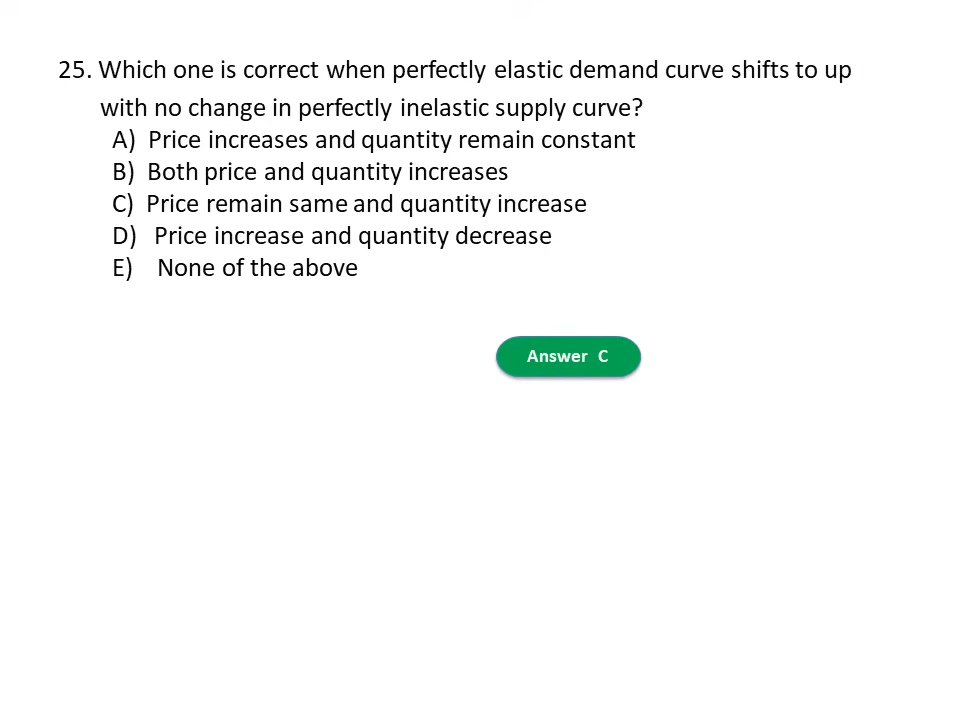 25. Which one is correct when perfectly elastic demand curve shifts to up
with no change in perfectly inelastic supply curve?
A) Price increases and quantity remain constant
B) Both price and quantity increases
C) Price remain same and quantity increase
D) Price increase and quantity decrease
E) None of the above
Answer C